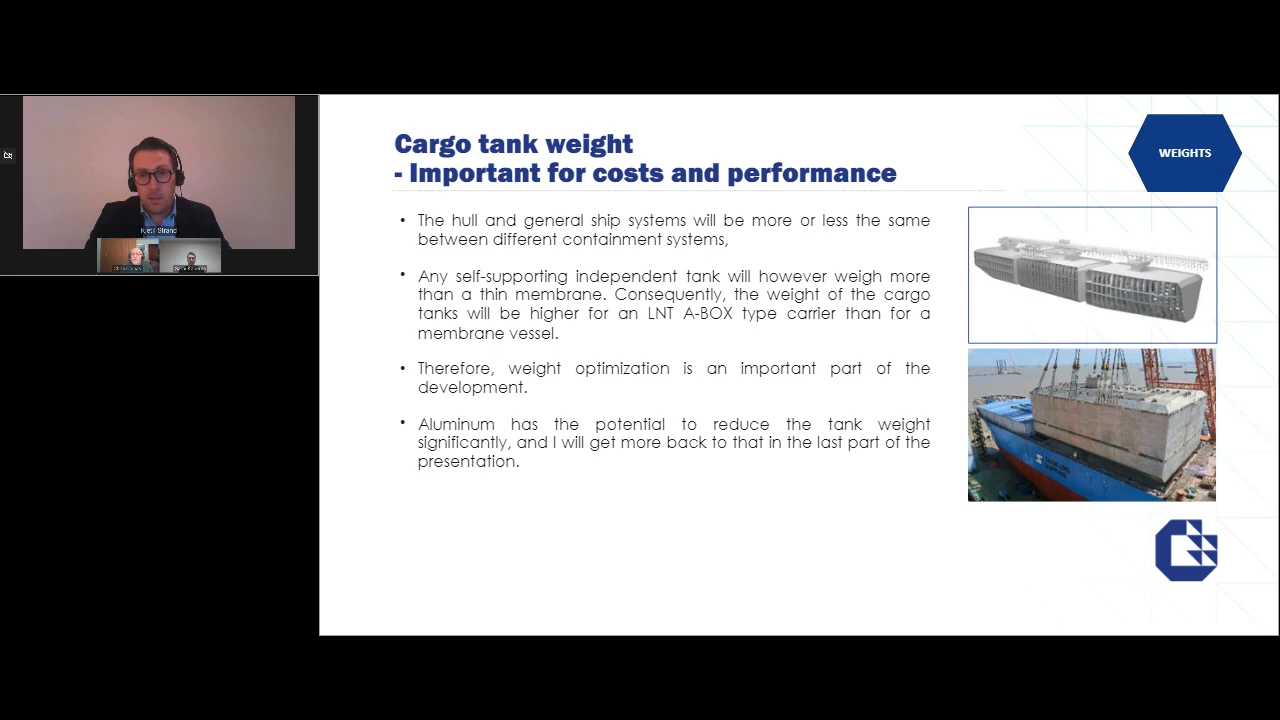 Cargo tank weight
- Important for costs and performance
WEIGHTS
• The hull and general ship systems will be more or less the same
between different containment systems,
• Any self-supporting independent tank will however weigh more
than a thin membrane. Consequently, the weight of the cargo
tanks will be higher for an LNT A-BOX type carrier than for a
membrane vessel.
• Therefore, weight optimization is an important part of the
development.
• Aluminum has the potential to reduce the tank weight
significantly, and I will get more back to that in the last part of the
presentation.
Kjetil Strand